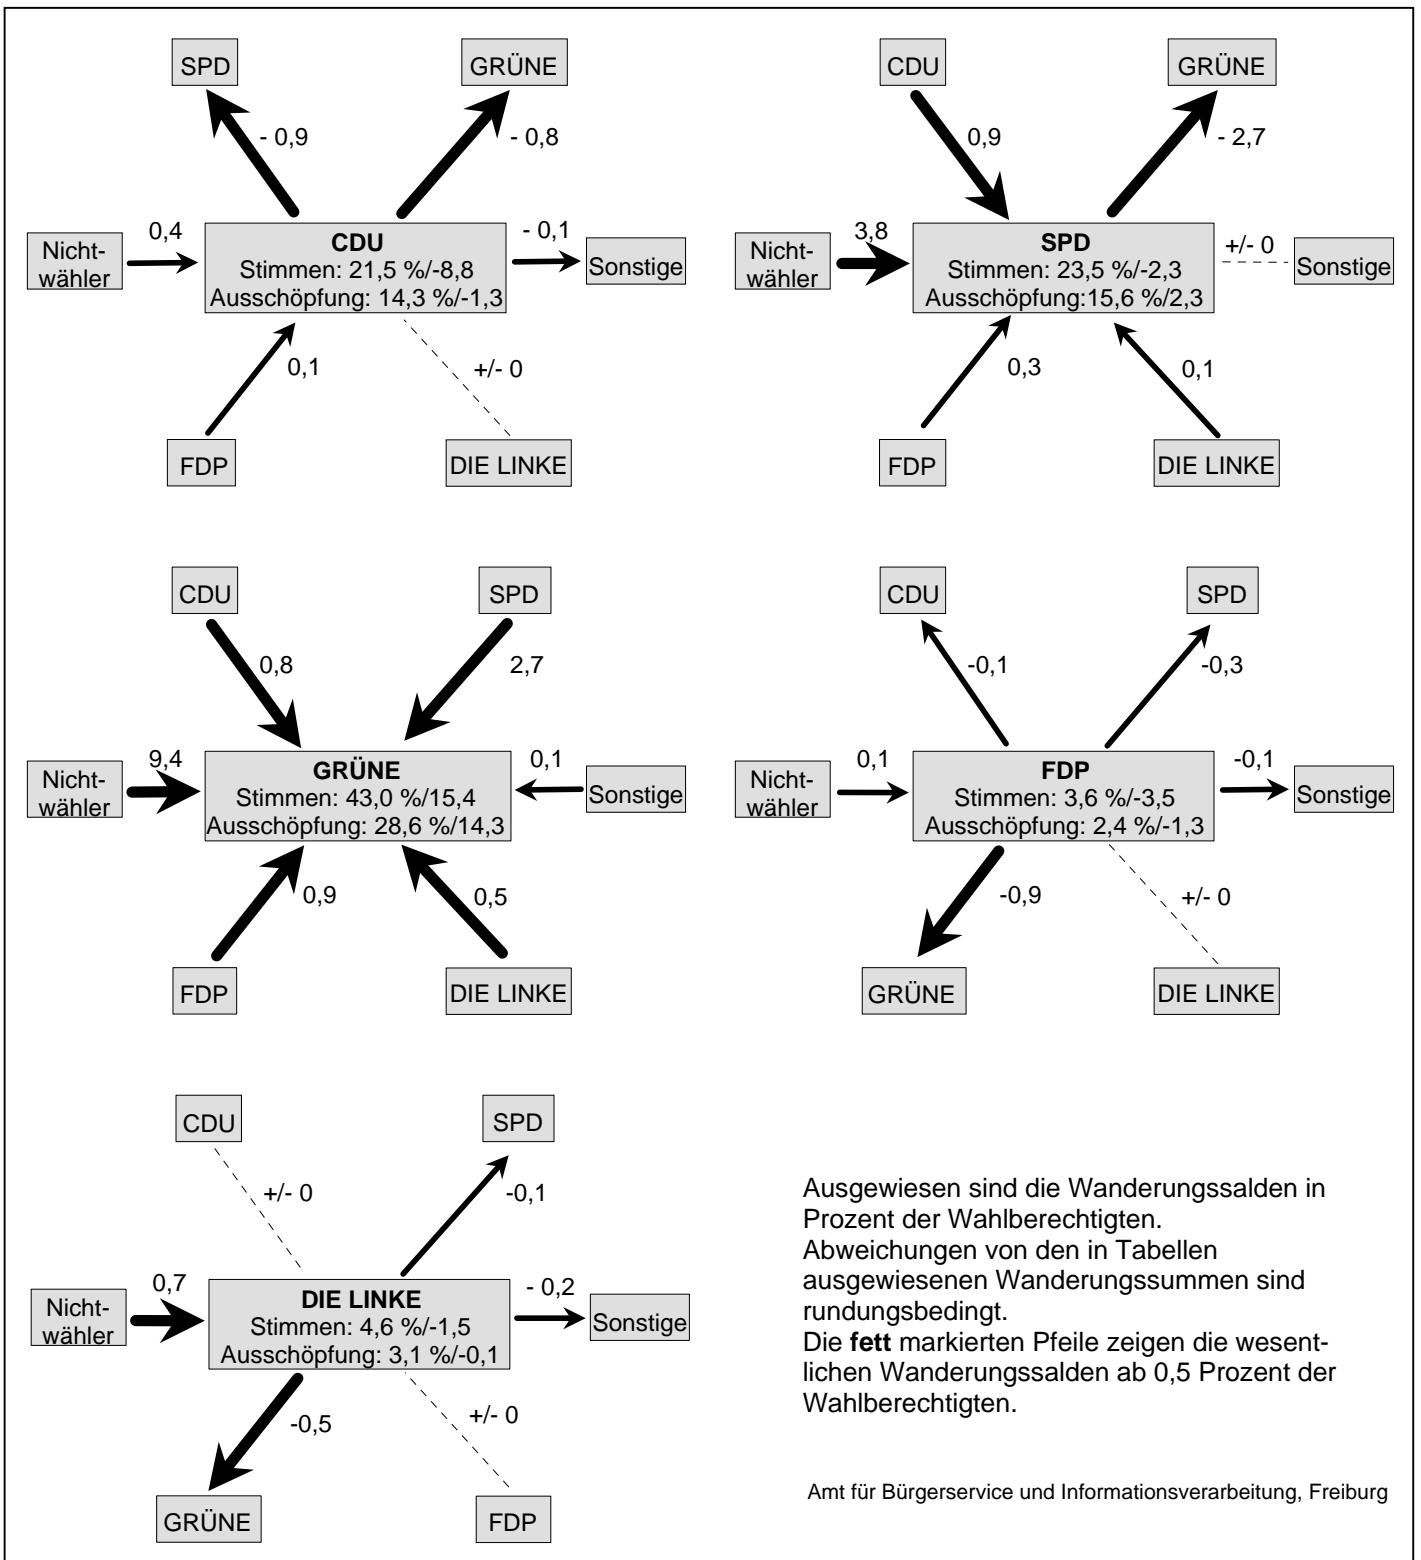 SPD
GRÜNE
- 0,9
- 0,8
Nicht-
wähler
0,4
CDU
Stimmen: 21,5 %/-8,8
Ausschöpfung: 14,3 %/-1,3
- 0,1
Sonstige
0,1
+/- 0
FDP
DIE LINKE
CDU
GRÜNE
0,9
- 2,7
Nicht-
wähler
3,8
SPD
Stimmen: 23,5 %/-2,3
Ausschöpfung:15,6 %/2,3
+/- 0
Sonstige
0,3
0,1
FDP
DIE LINKE
CDU
SPD
0,8
2,7
Nicht-
wähler
9,4
GRÜNE
Stimmen: 43,0 %/15,4
Ausschöpfung: 28,6 %/14,3
0,1
Sonstige
0,9
0,5
FDP
DIE LINKE
CDU
SPD
-0,1
-0,3
Nicht-
wähler
0,1
FDP
Stimmen: 3,6 %/-3,5
Ausschöpfung: 2,4 %/-1,3
-0,1
Sonstige
-0,9
+/- 0
GRÜNE
DIE LINKE
CDU
SPD
+/- 0
-0,1
Nicht-
wähler
0,7
DIE LINKE
Stimmen: 4,6 %/-1,5
Ausschöpfung: 3,1 %/-0,1
- 0,2
Sonstige
-0,5
+/- 0
GRÜNE
FDP
Ausgewiesen sind die Wanderungssalden in
Prozent der Wahlberechtigten.
Abweichungen von den in Tabellen
ausgewiesenen Wanderungssummen sind
rundungsbedingt.
Die fett markierten Pfeile zeigen die wesent-
lichen Wanderungssalden ab 0,5 Prozent der
Wahlberechtigten.
Amt für Bürgerservice und Informationsverarbeitung, Freiburg